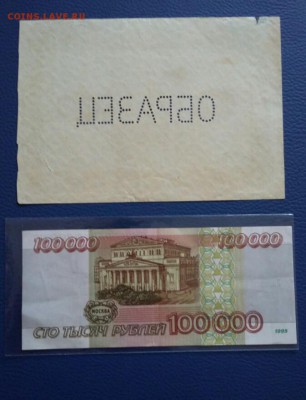 COINS.LAVE.RU
ОБРАЗЕЦ
100000 100000
МОСКВА
СТО ТЫСЯЧ РУБЛЕЙ 100000
1995